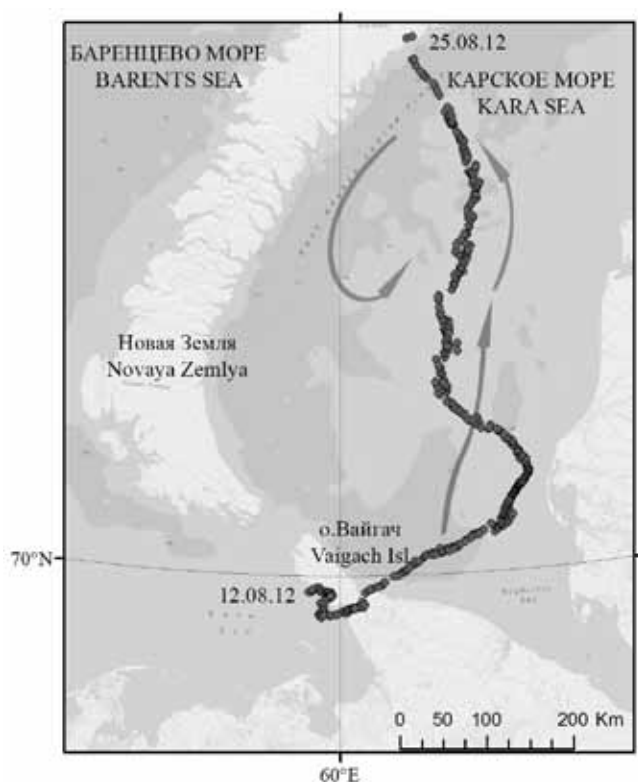 БАРЕНЦЕВО МОРЕ
BARENTS SEA
25.08.12
КАРСКОЕ МОРЕ
KARA SEA
Новая Земля
Novaya Zemlya
о.Вайгач
Vaigach Isl.
70°N
12.08.12
0 50 100 200 Km
60°E